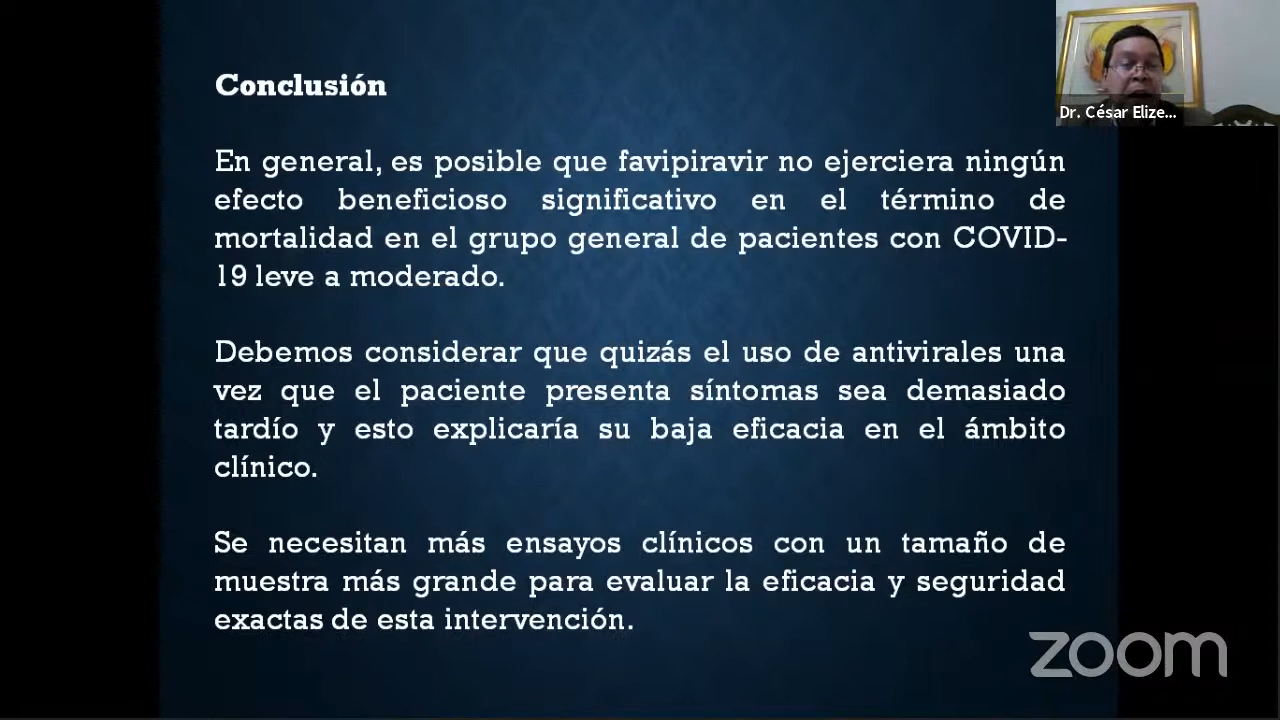 Conclusión
En general, es posible que favipiravir no ejerciera ningún
efecto beneficioso significativo en el término de
mortalidad en el grupo general de pacientes con COVID-
19 leve a moderado.
Debemos considerar que quizás el uso de antivirales una
vez que el paciente presenta síntomas sea demasiado
tardío y esto explicaría su baja eficacia en el ámbito
clínico.
Se necesitan más ensayos clínicos con un tamaño de
muestra más grande para evaluar la eficacia y seguridad
exactas de esta intervención.
Dr. César Elize...
zoom